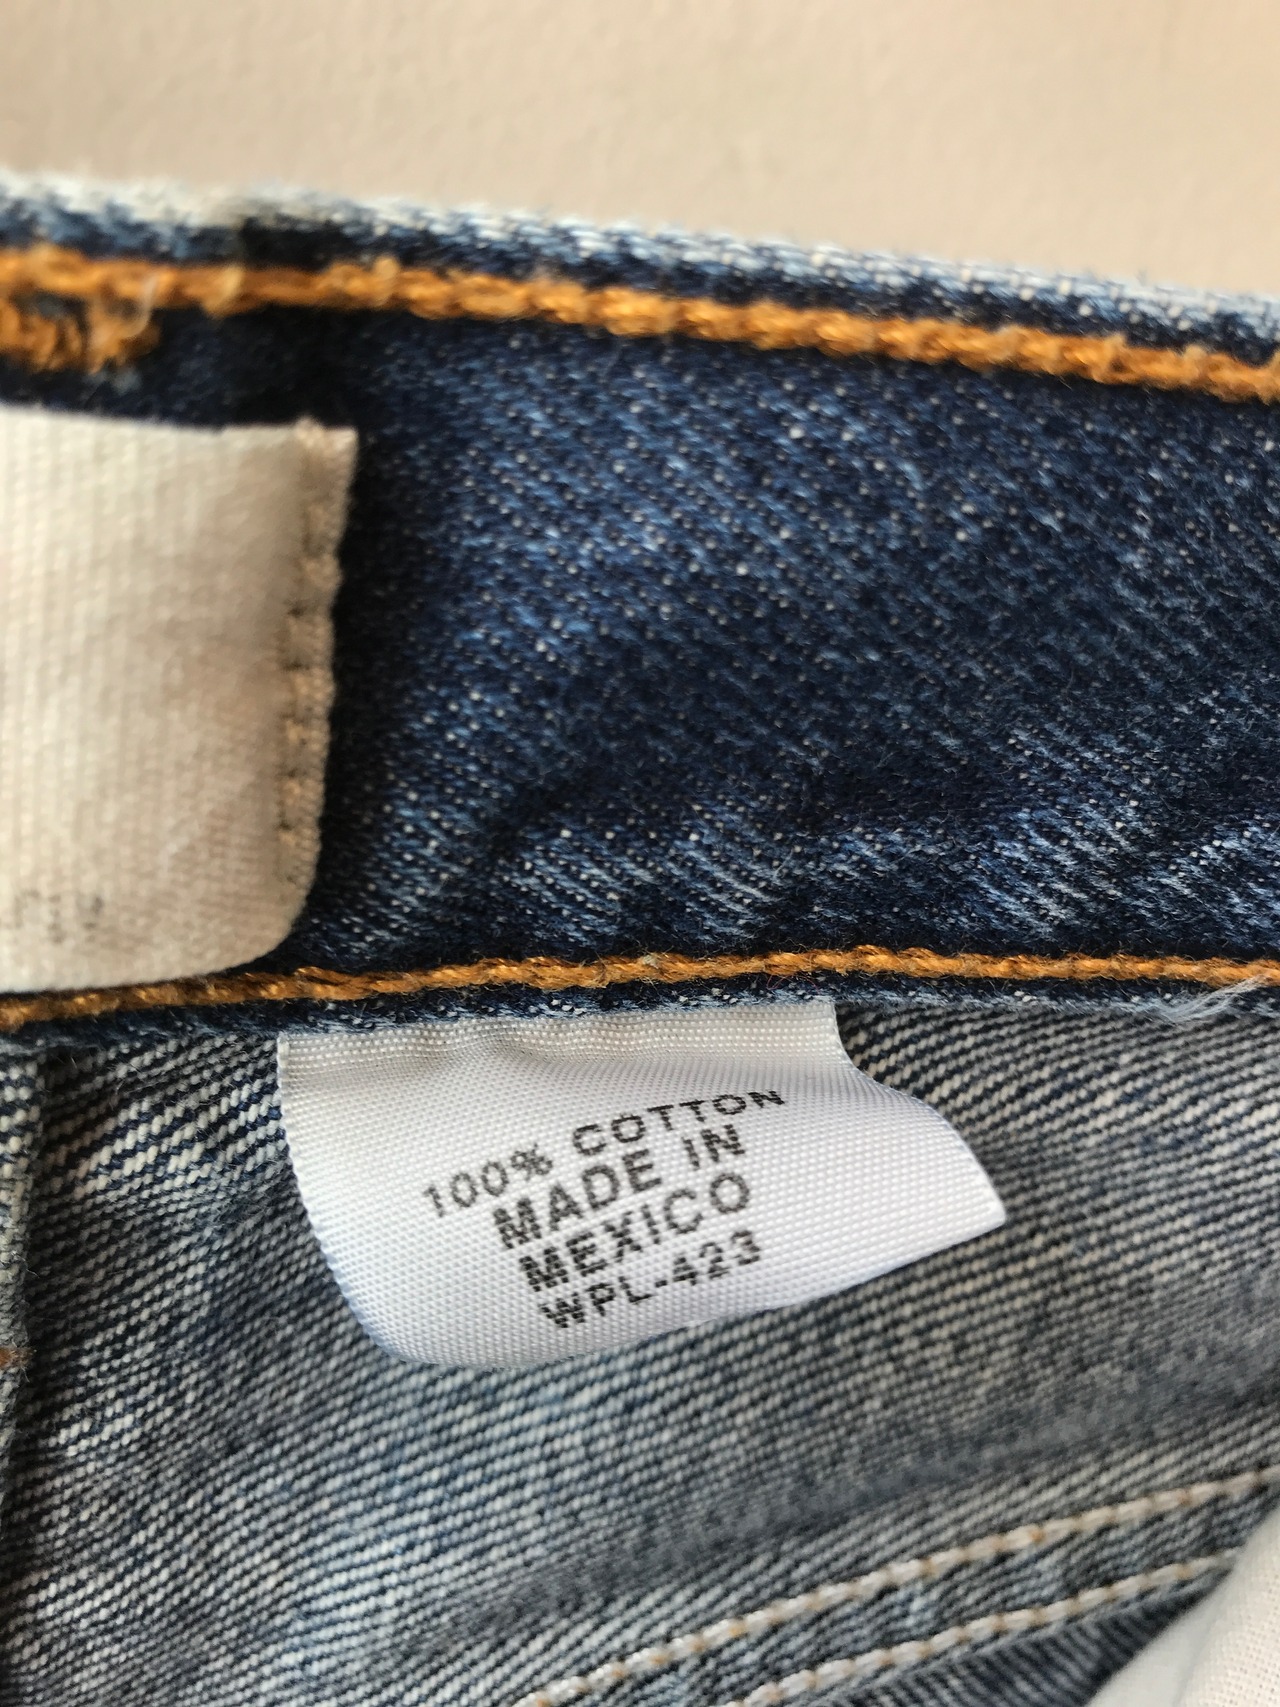 100% COTTON
MADE IN
MEXICO
WPL-423